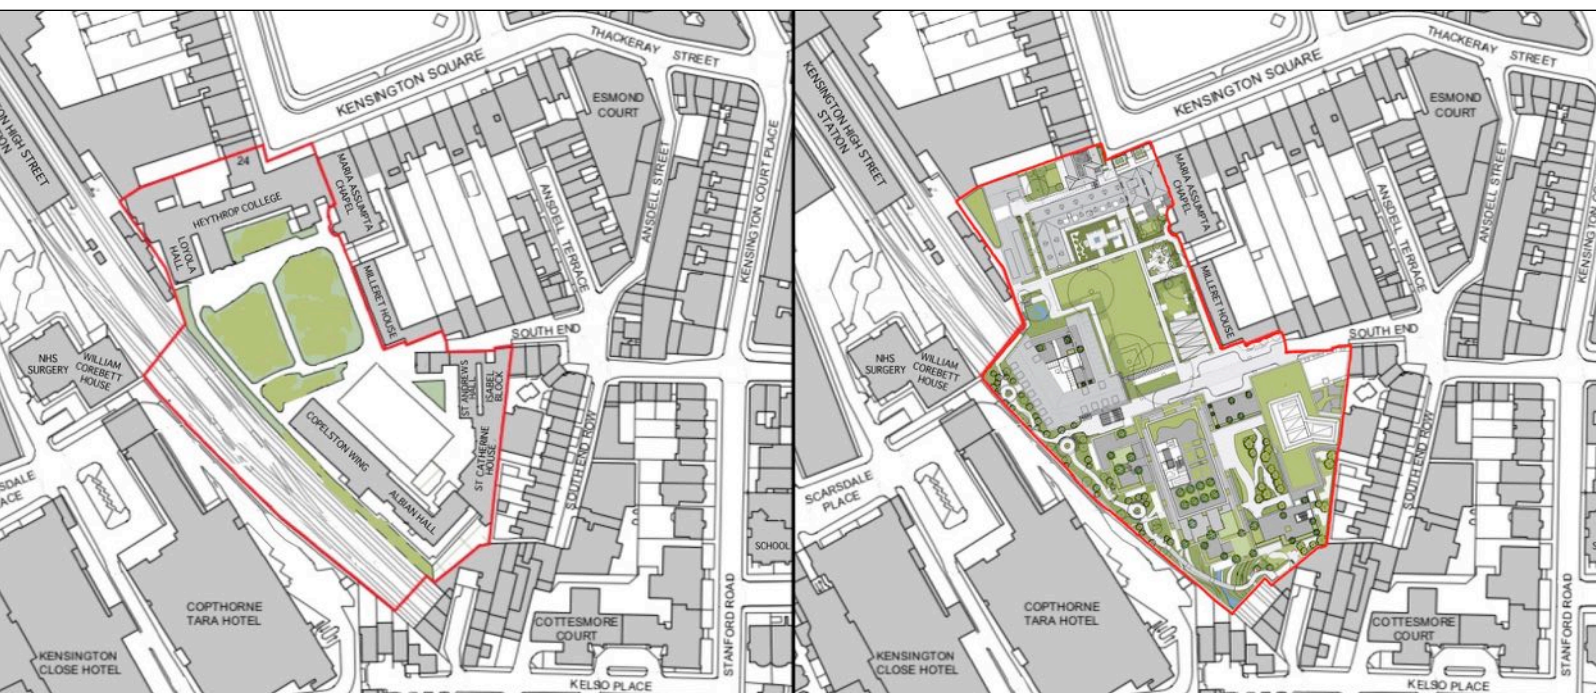 THACKERAY
STREET
KENSINGTON SQUARE
ESMOND
COURT
KENSINGTON COURT PLACE
HIGH STREET
24
MARIA ASSUMPTA
CHAPEL
HEYTHROP COLLEGE
ANSDELL STREET
ANSDELL TERRACE
LOYOLA
HALL
MILLERET HOUSE
SOUTH END
NHS
SURGERY
WILLIAM
COREBETT
HOUSE
ST ANDREWS
HALL
ISABEL
BLOCK
COPELSTON WING
ST CATHERINE
HOUSE
SOUTH END ROW
ALBIAN HALL
SCHOOL
COPTHORNE
TARA HOTEL
COTTESMORE
COURT
STANFORD ROAD
KENSINGTON
CLOSE HOTEL
KELSO PLACE
THACKERAY
STREET
KENSINGTON SQUARE
KENSINGTON HIGH STREET
STATION
ESMOND
COURT
MARIA ASSUMPTA
CHAPEL
ANSDELL STREET
ANSDELL TERRACE
MILLERET HOUSE
SOUTH END
NHS
SURGERY
WILLIAM
COREBETT
HOUSE
SOUTH END ROW
SCARSDALE
PLACE
COPTHORNE
TARA HOTEL
COTTESMORE
COURT
STANFORD ROAD
KENSINGTON
CLOSE HOTEL
KELSO PLACE